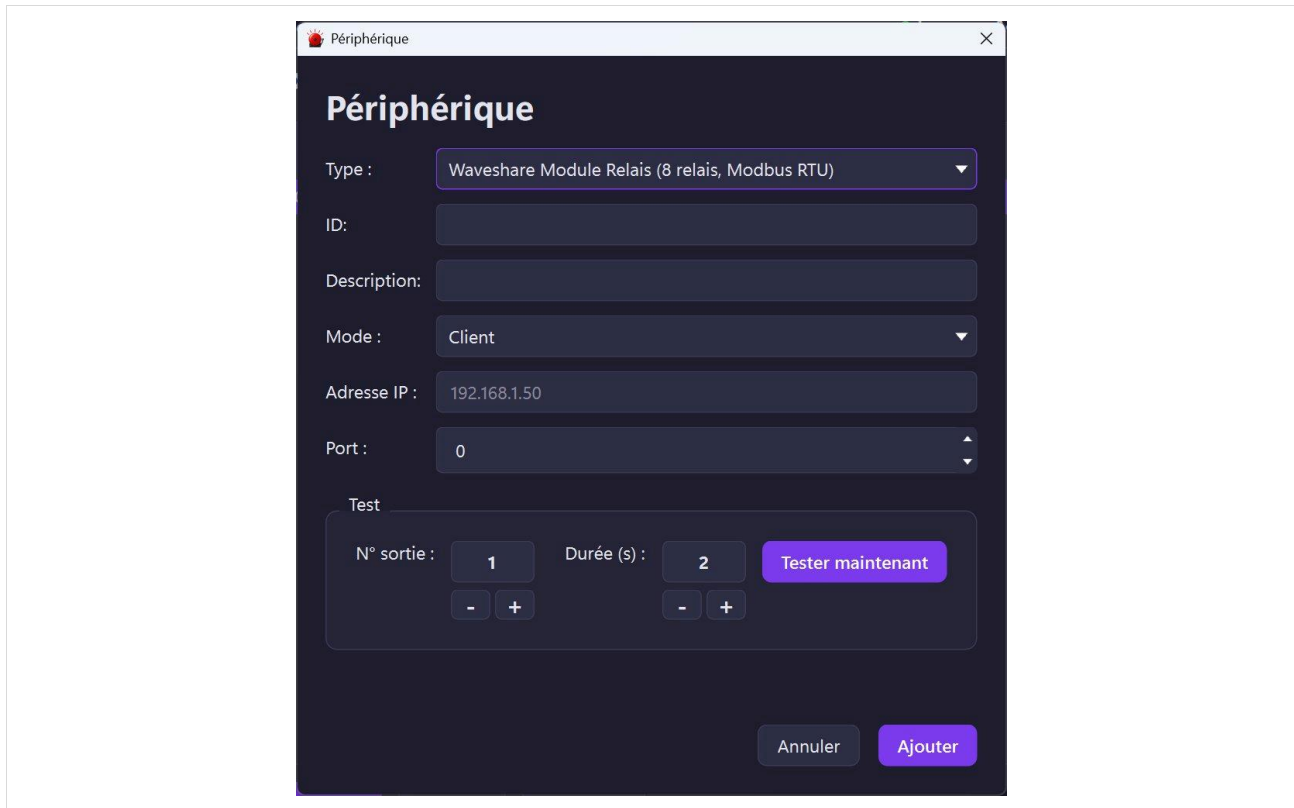 Périphérique
Périphérique
Type : Waveshare Module Relais (8 relais, Modbus RTU)
ID:
Description:
Mode : Client
Adresse IP : 192.168.1.50
Port : 0
Test
N° sortie : 1 Durée (s) : 2 Tester maintenant
- + - +
Annuler Ajouter